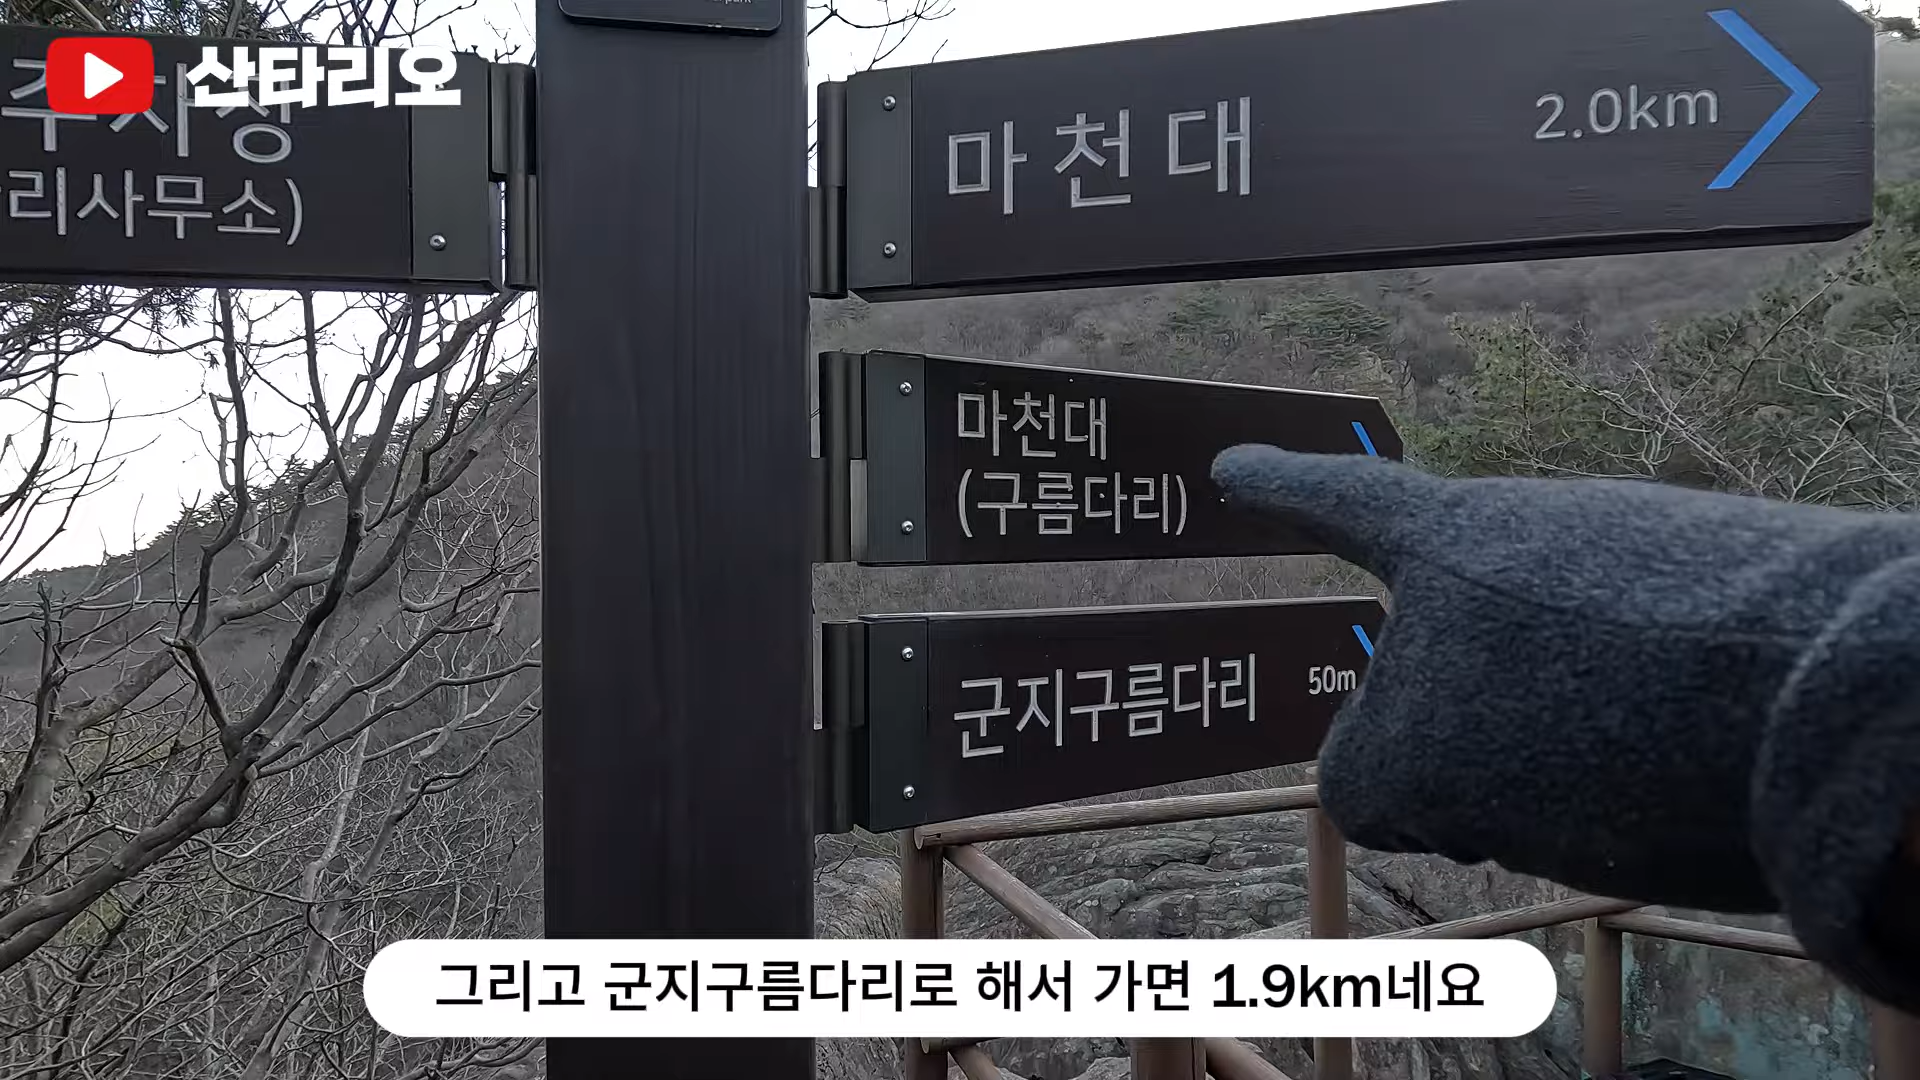 산타리오
주차장
리사무소)
마천대
2.0km
마천대
(구름다리)
군지구름다리
50m
그리고 군지구름다리로 해서 가면 1.9km네요